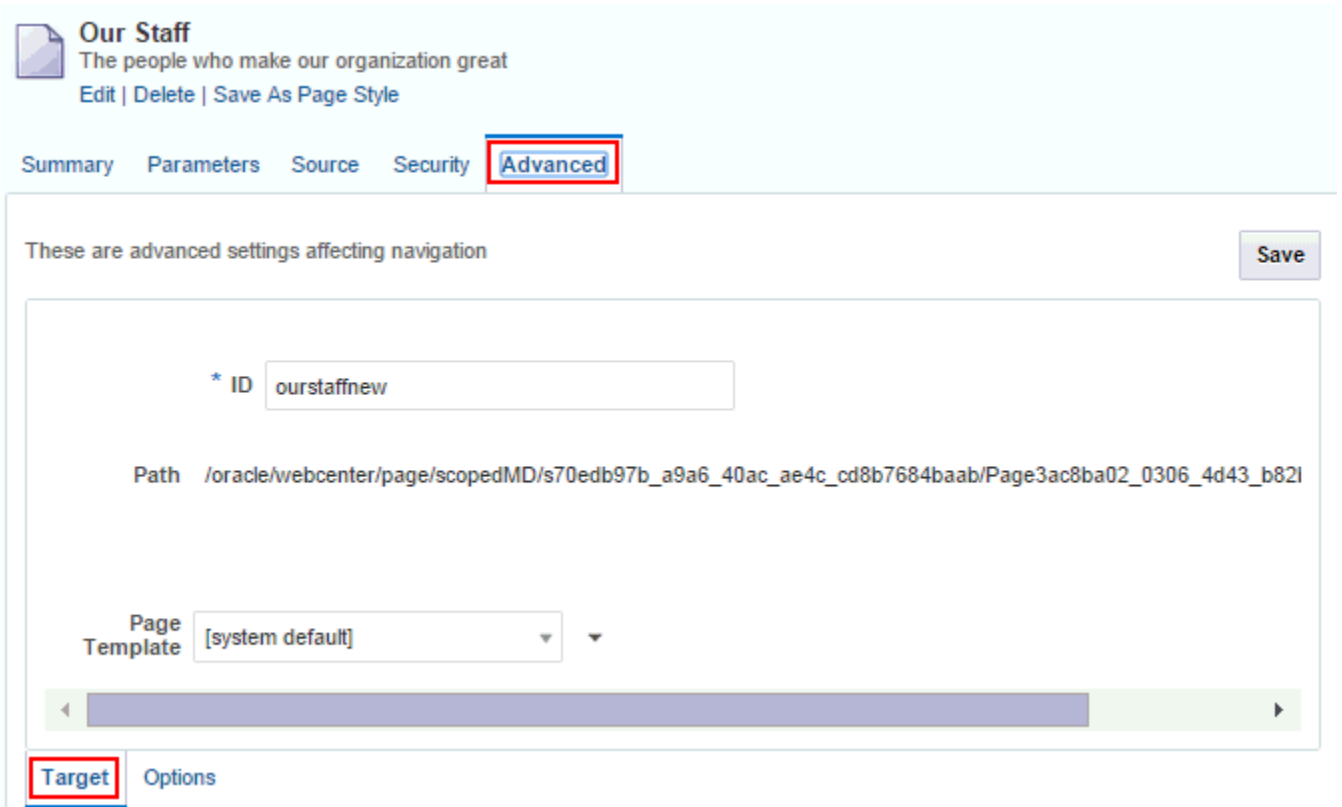 Our Staff
The people who make our organization great
Edit | Delete | Save As Page Style
Summary Parameters Source Security Advanced
These are advanced settings affecting navigation
Save
* ID ourstaffnew
Path /oracle/webcenter/page/scopedMD/s70edb97b_a9a6_40ac_ae4c_cd8b7684baab/Page3ac8ba02_0306_4d43_b82
Page
Template [system default]
Target Options